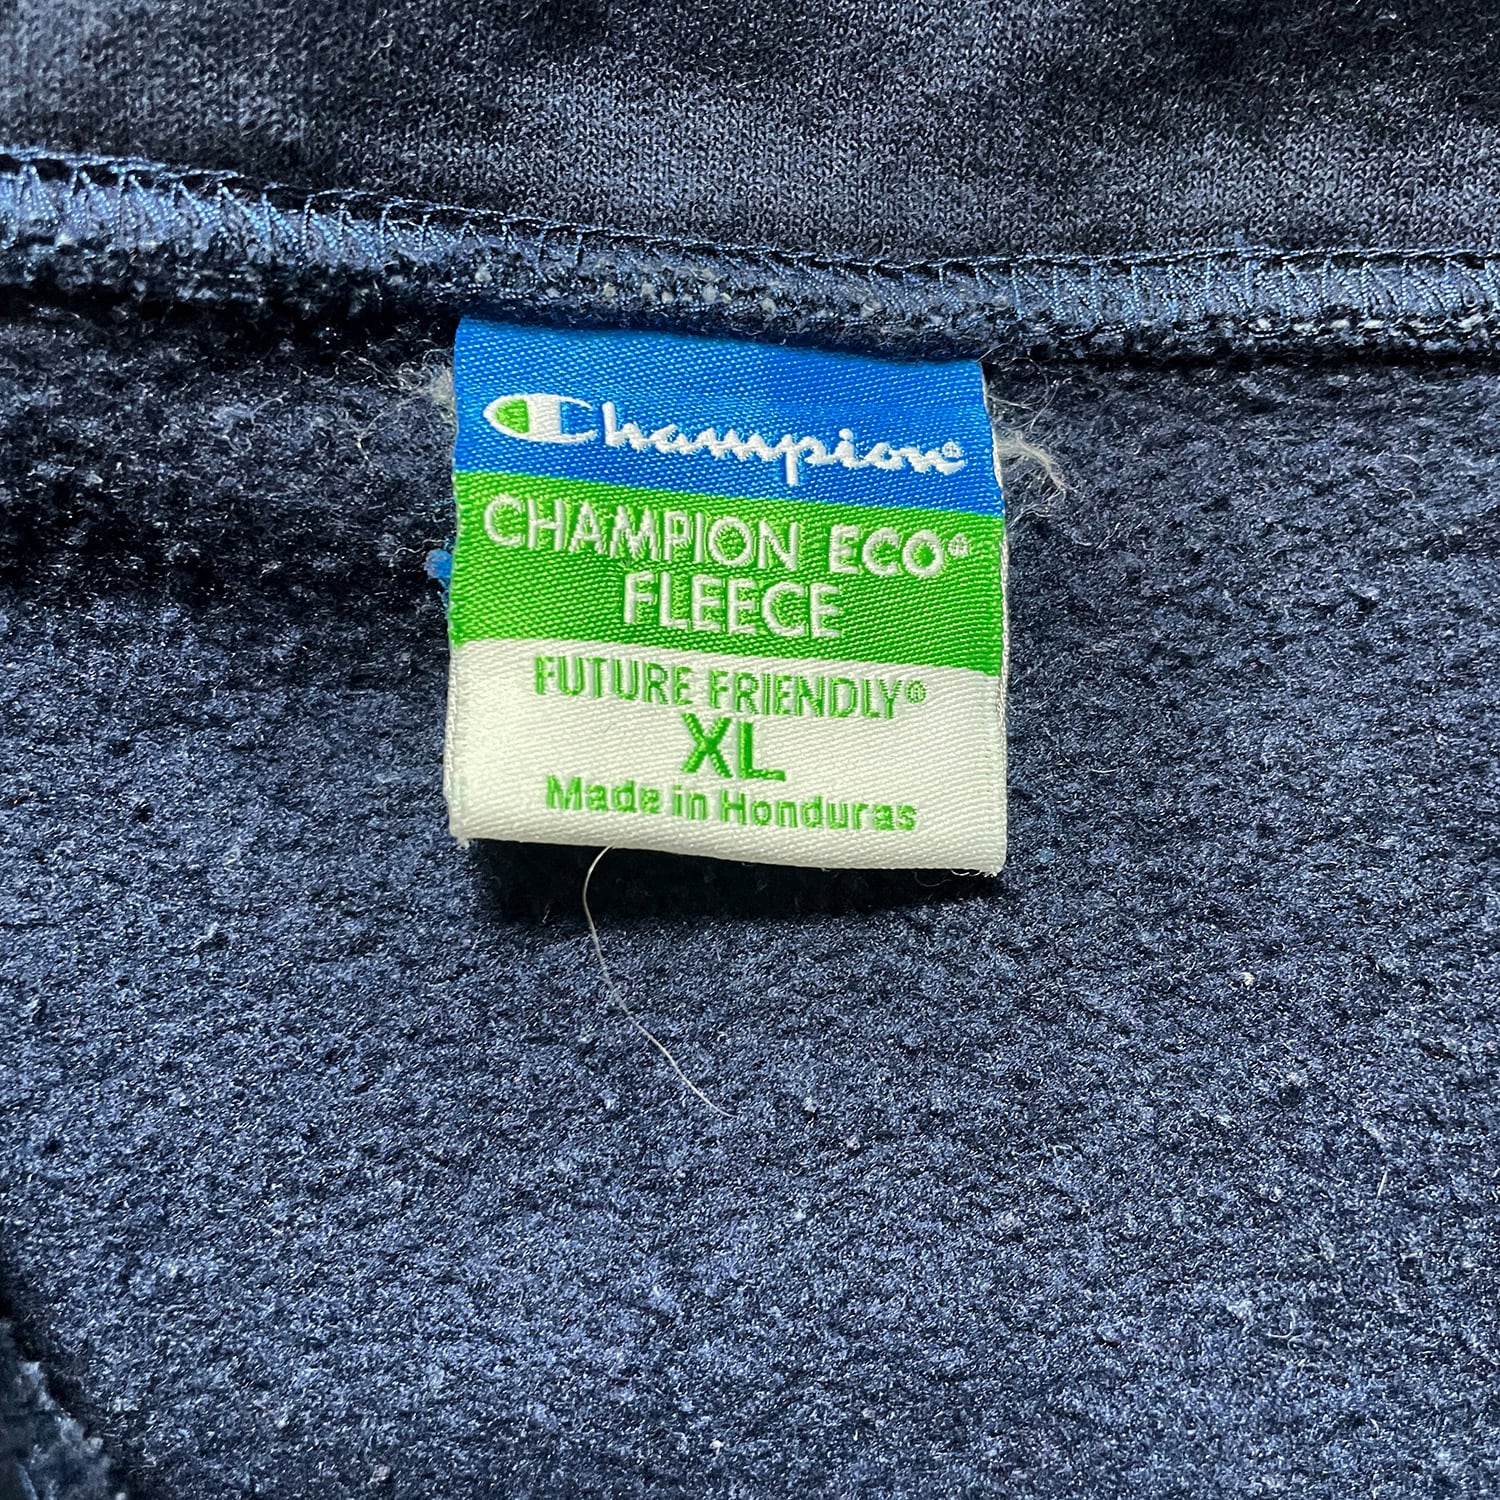 Champion®
CHAMPION ECO®
FLEECE
FUTURE FRIENDLY®
XL
Made in Honduras